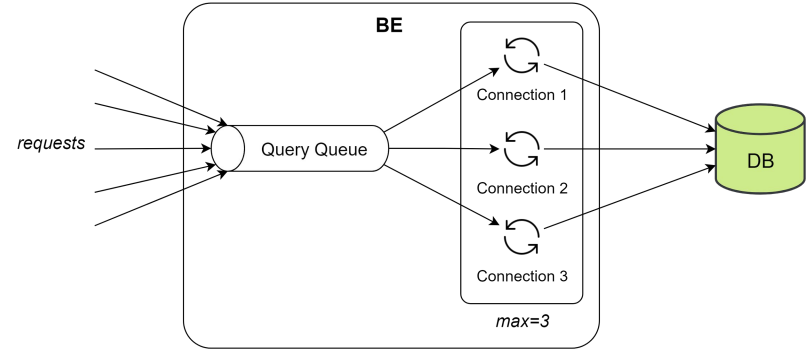 BE
requests
Query Queue
Connection 1
Connection 2
Connection 3
max=3
DB